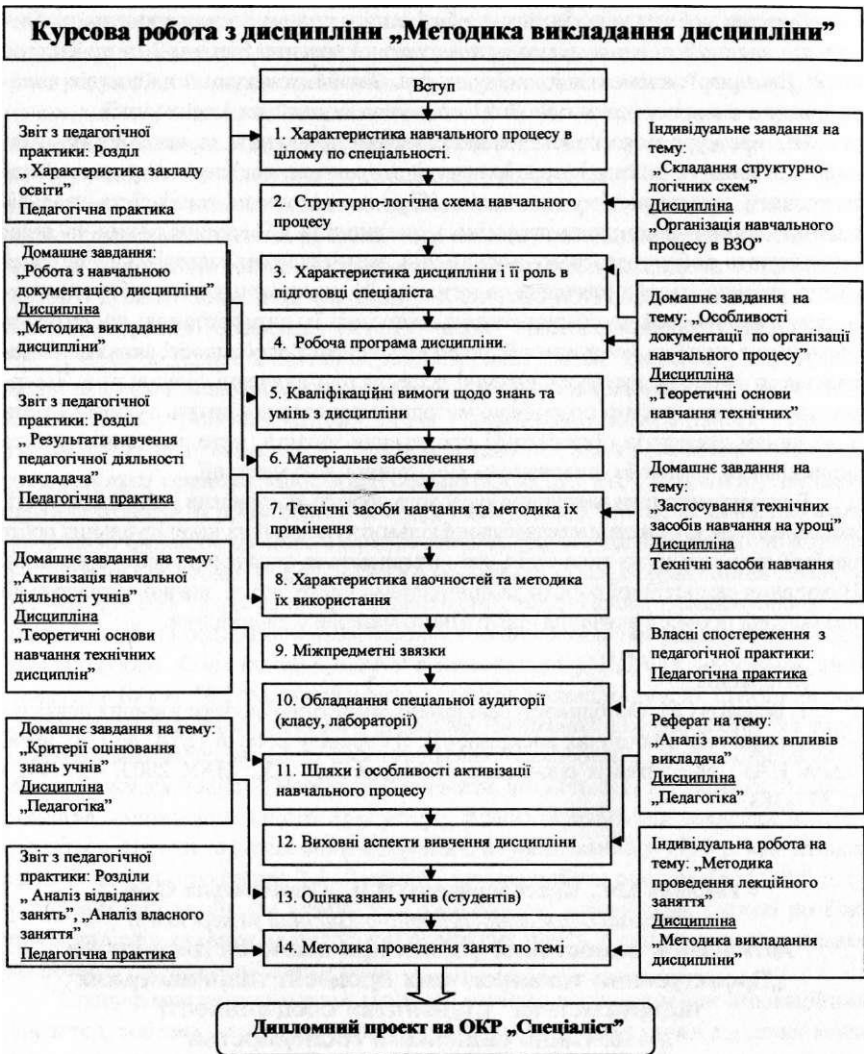 Курсова робота з дисципліни „Методика викладання дисципліни”
Вступ
1. Характеристика навчального процесу в
цілому по спеціальності.
2. Структурно-логічна схема навчального
процесу
3. Характеристика дисципліни і її роль в
підготовці спеціаліста
4. Робоча програма дисципліни.
5. Кваліфікаційні вимоги щодо знань та
умінь з дисципліни
6. Матеріальне забезпечення
7. Технічні засоби навчання та методика їх
примінення
8. Характеристика наочностей та методика
їх використання
9. Міжпредметні звязки
10. Обладнання спеціальної аудиторії
(класу, лабораторії)
11. Шляхи і особливості активізації
навчального процесу
12. Виховні аспекти вивчення дисципліни
13. Оцінка знань учнів (студентів)
14. Методика проведення занять
Звіт з педагогічної
практики: Розділ
„ Характеристика закладу
освіти”
Педагогічна практика
Домашне завдання:
„Робота з навчальною
документацією дисципліни”
Дисципліна
„Методика викладання
дисципліни”
Звіт з педагогічної
практики: Розділ
„ Результати вивчення
педагогічної діяльності
викладача”
Педагогічна практика
Домашнє завдання на тему:
„Активізація навчальної
діяльності учнів”
Дисципліна
„Теоретичні основи
навчання технічних
дисциплін”
Домашнє завдання на тему:
„Критерії оцінювання
знань учнів”
Дисципліна
„Педагогіка”
Звіт з педагогічної
практики: Розділи
„ Аналіз відвіданих
занять”, „Аналіз власного
заняття”
Педагогічна практика
Індивідуальне завдання на
тему:
„Складання структурно-
логічних схем”
Дисципліна
„Організація навчального
процесу в ВЗО”
Домашнє завдання на
тему: „Особливості
документації по організації
навчального процесу”
Дисципліна
„Теоретичні основи
навчання технічних”
Домашнє завдання на
тему:
„Застосування технічних
засобів навчання на уроці”
Дисципліна
Технічні засоби навчання
Власні спостереження з
педагогічної практики:
Педагогічна практика
Реферат на тему:
„Аналіз виховних впливів
викладача”
Дисципліна
„Педагогіка”
Індивідуальна робота на
тему: „Методика
проведення лекційного
заняття”
Дисципліна
„Методика викладання
дисципліни”
Дипломний проект на ОКР „Спеціаліст”